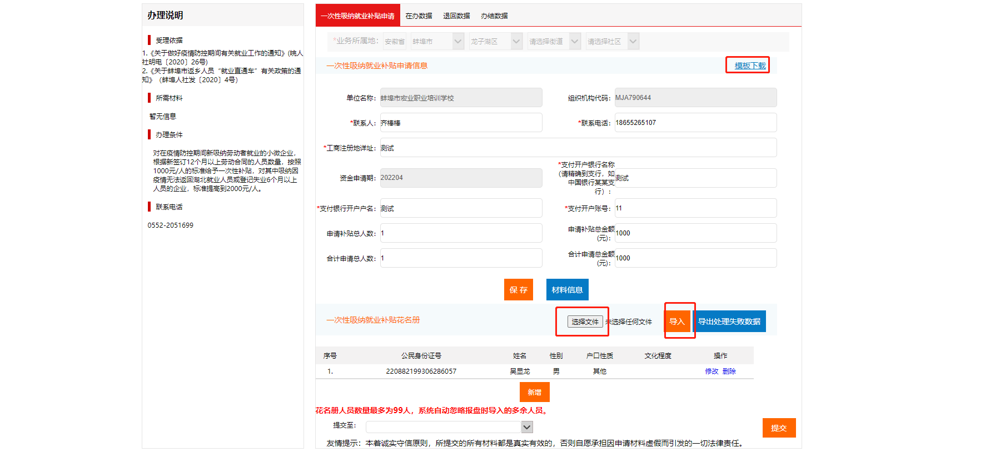 办理说明
受理依据
1.《关于做好疫情防控期间有关就业工作的通知》(皖人
社明电〔2020〕26号)
2.《关于蚌埠市返乡人员“就业直通车”有关政策的通
知》（蚌埠人社发〔2020〕4号）
所需材料
暂无信息
办理条件
对在疫情防控期间新吸纳劳动者就业的小微企业，
根据新签订12个月以上劳动合同的人员数量，按照
1000元/人的标准给予一次性补贴，对其中吸纳因
疫情无法返回湖北就业人员或登记失业6个月以上
人员的企业，标准提高到2000元/人。
联系电话
0552-2051699
一次性吸纳就业补贴申请 在办数据 退回数据 办结数据
*业务所属地： 安徽省 蚌埠市 龙子湖区 请选择街道 请选择社区
一次性吸纳就业补贴申请信息 模板下载
单位名称： 蚌埠市宏业职业培训学校 组织机构代码： MJA790644
*联系人： 齐棒棒 *联系电话： 18655265107
*工商注册地详址： 测试
资金申请期： 202204
*支付开户银行名称
（请精确到支行，如
中国银行某某支
行）：
测试
*支付银行开户户名： 测试 *支付开户账号： 11
申请补贴总人数： 1 申请补贴总金额
(元)： 1000
合计申请总人数： 1 合计申请总金额
(元)： 1000
保 存 材料信息
一次性吸纳就业补贴花名册 选择文件 未选择任何文件 导入 导出处理失败数据
序号 公民身份证号 姓名 性别 户口性质 文化程度 操作
1. 220882199306286057 吴显龙 男 其他 修改 删除
新增
花名册人员数量最多为99人，系统自动忽略报盘时导入的多余人员。
提交至：
提交
友情提示：本着诚实守信原则，所提交的所有材料都是真实有效的，否则自愿承担因申请材料虚假而引发的一切法律责任。